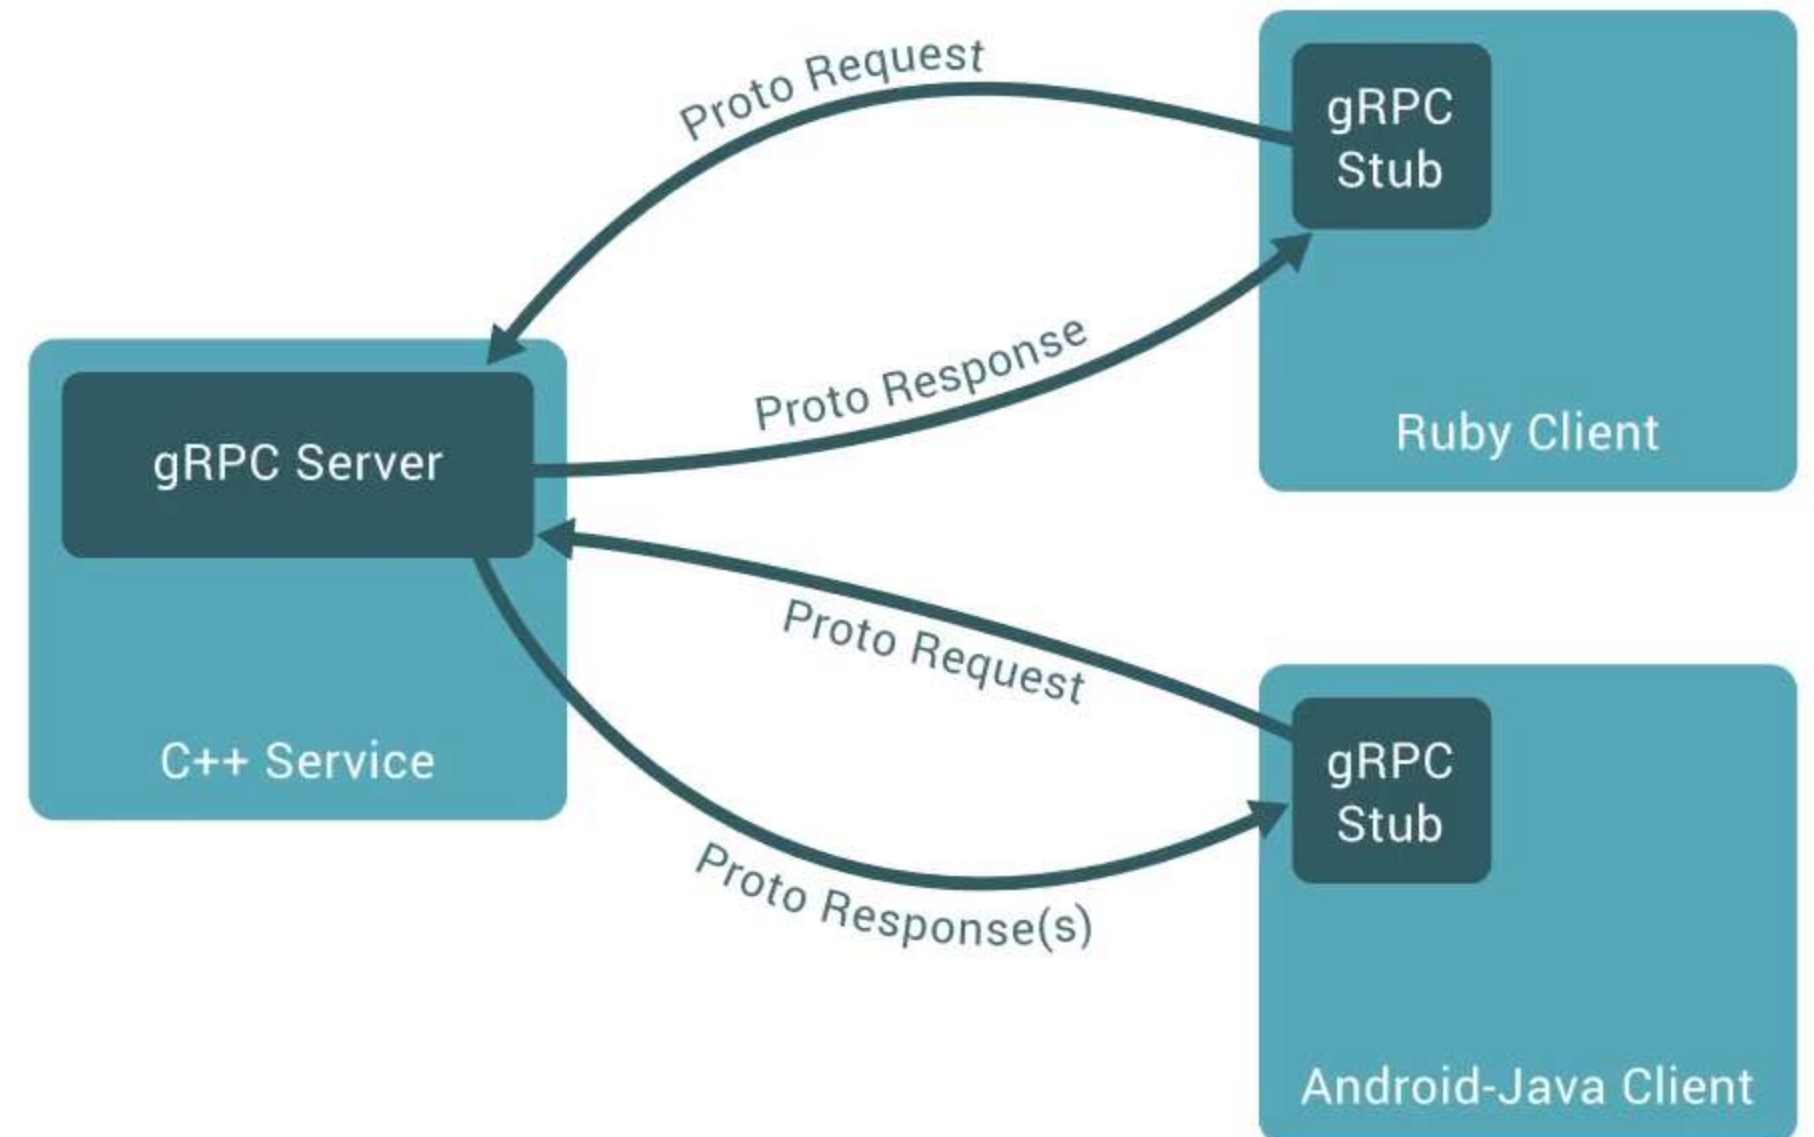 Proto Request
gRPC
Stub
Proto Response
Ruby Client
gRPC Server
C++ Service
Proto Request
gRPC
Stub
Proto Response(s)
Android-Java Client